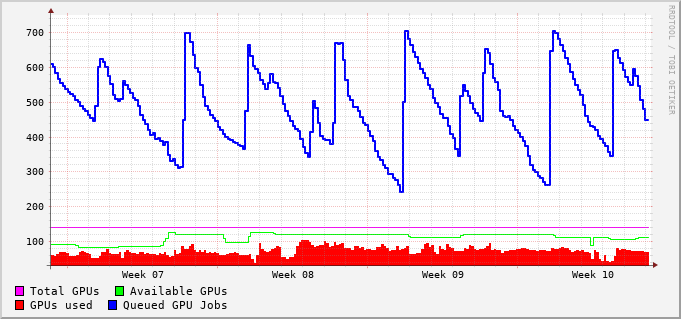 700
600
500
400
300
200
100
Week 07 Week 08 Week 09 Week 10
Total GPUs Available GPUs
GPUs used Queued GPU Jobs
RRDTOOL / TOBI OETIKER